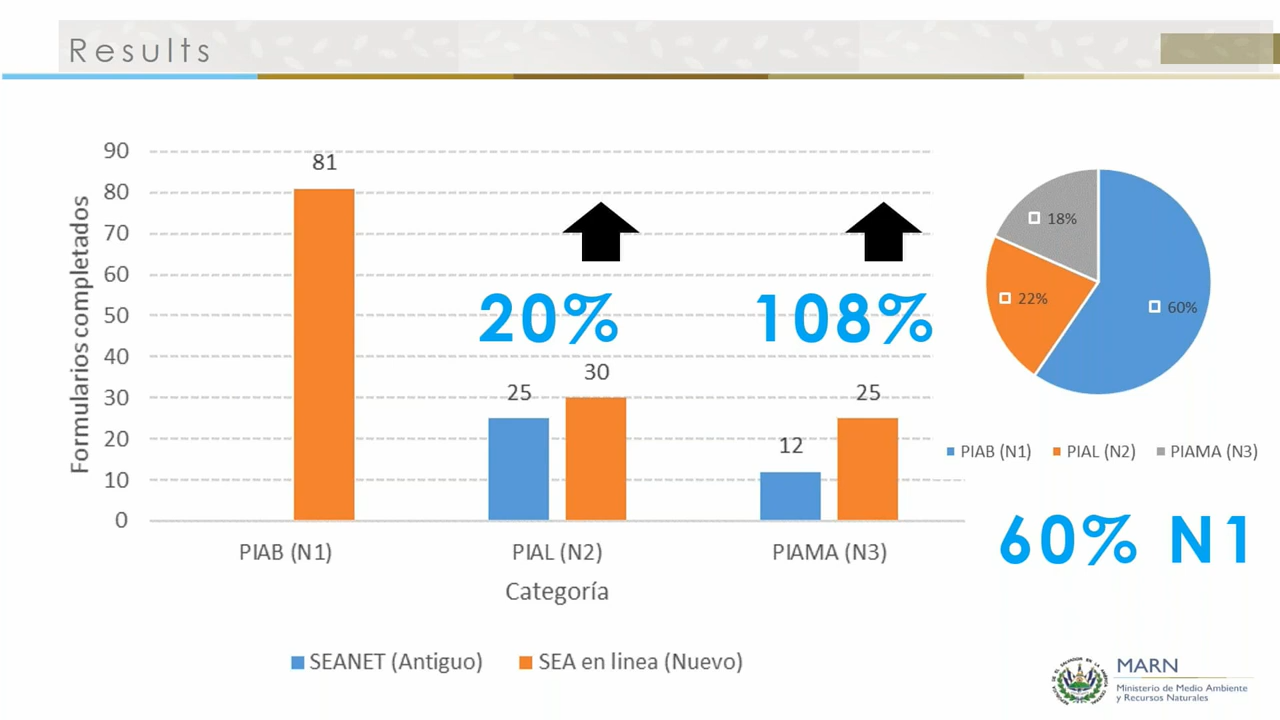 Results
90
80
70
60
50
40
30
20
10
0
Formularios completados
81
25
30
12
25
20%
108%
PIAB (N1)
PIAL (N2)
PIAMA (N3)
Categoría
SEANET (Antiguo)
SEA en linea (Nuevo)
18%
22%
60%
PIAB (N1)
PIAL (N2)
PIAMA (N3)
60% N1
MARN
Ministerio de Medio Ambiente
y Recursos Naturales